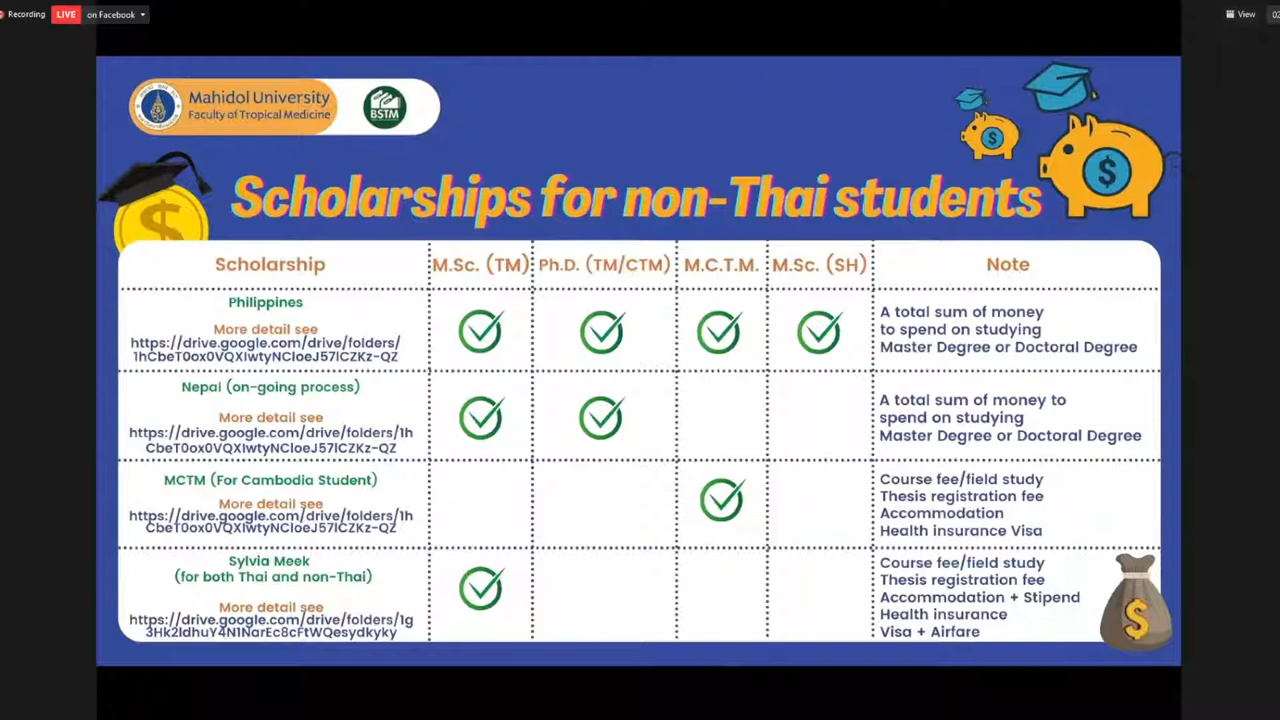 Recording
LIVE
on Facebook
View
02
Mahidol University
Faculty of Tropical Medicine
BSTM
Scholarships for non-Thai students
Scholarship
M.Sc. (TM)
Ph.D. (TM/CTM)
M.C.T.M.
M.Sc. (SH)
Note
Philippines
More detail see
https://drive.google.com/drive/folders/
1hCbeT0ox0VQXIwtyNCloeJ57lCZKz-QZ
A total sum of money
to spend on studying
Master Degree or Doctoral Degree
Nepal (on-going process)
More detail see
https://drive.google.com/drive/folders/1h
CbeT0ox0VQXIwtyNCloeJ57lCZKz-QZ
A total sum of money to
spend on studying
Master Degree or Doctoral Degree
MCTM (For Cambodia Student)
More detail see
https://drive.google.com/drive/folders/1h
CbeT0ox0VQXIwtyNCloeJ57lCZKz-QZ
Course fee/field study
Thesis registration fee
Accommodation
Health insurance Visa
Sylvia Meek
(for both Thai and non-Thai)
More detail see
https://drive.google.com/drive/folders/1g
3Hk2IdhuY4N1NarEc8cFtWQesydkyky
Course fee/field study
Thesis registration fee
Accommodation + Stipend
Health insurance
Visa + Airfare